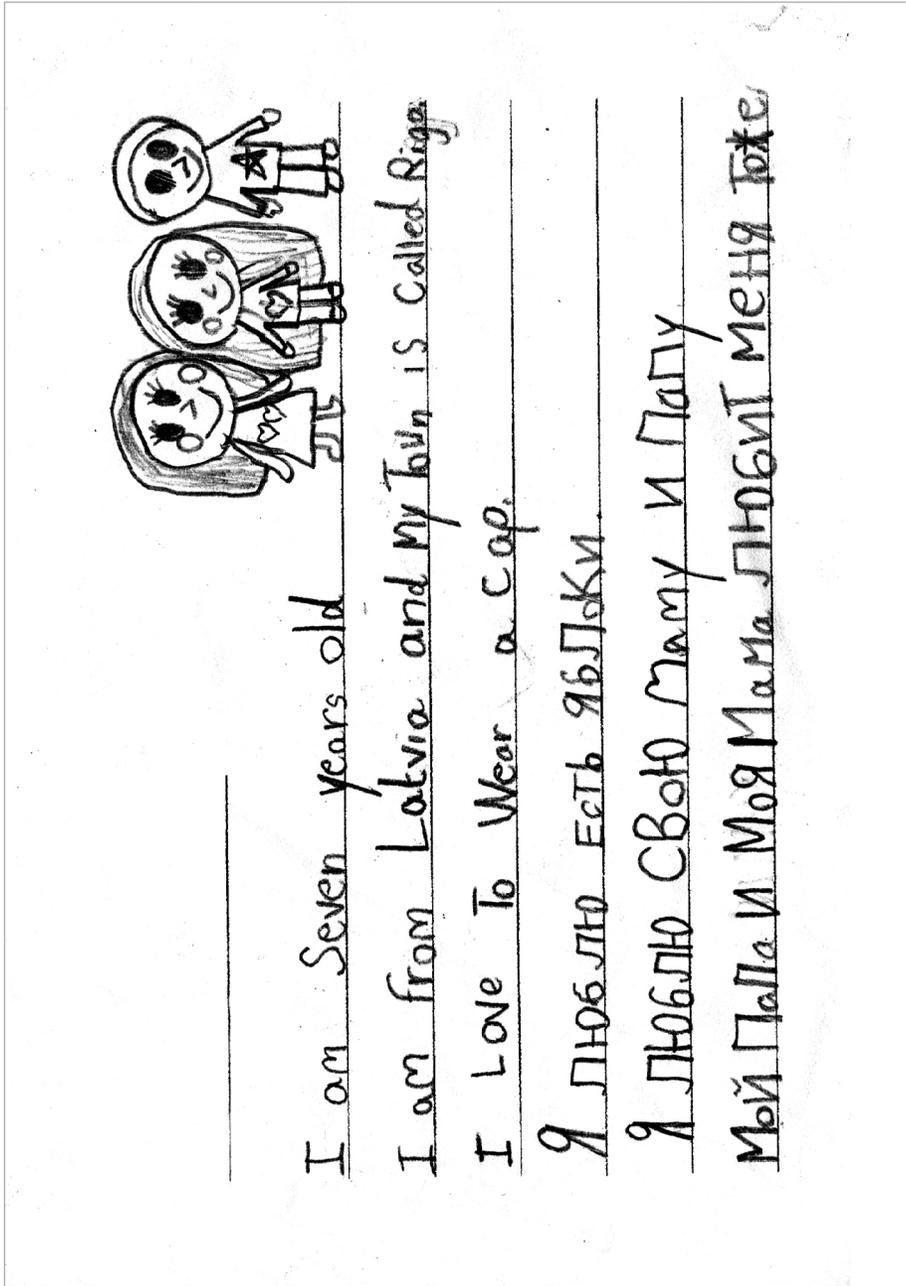 I am Seven years old
I am from Latvia and My Town is Called Riga
I Love To Wear a Cap.
Я люблю Есть яблоки.
Я люблю Свою Маму и Папу
Мой Папа и Моя Мама любит меня тоже